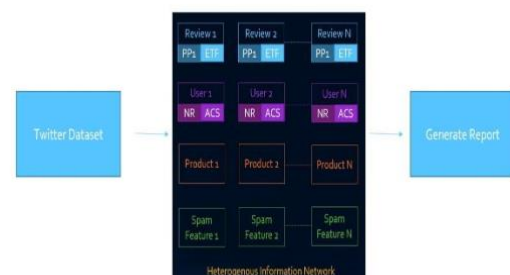 Twitter Dataset
Review 1 Review 2 Review N
PP1 ETF PP1 ETF PP1 ETF
User 1 User 2 User N
NR ACS NR ACS NR ACS
Product 1 Product 2 Product N
Spam Spam Spam
Feature 1 Feature 2 Feature N
Heterogenous Information Network
Generate Report